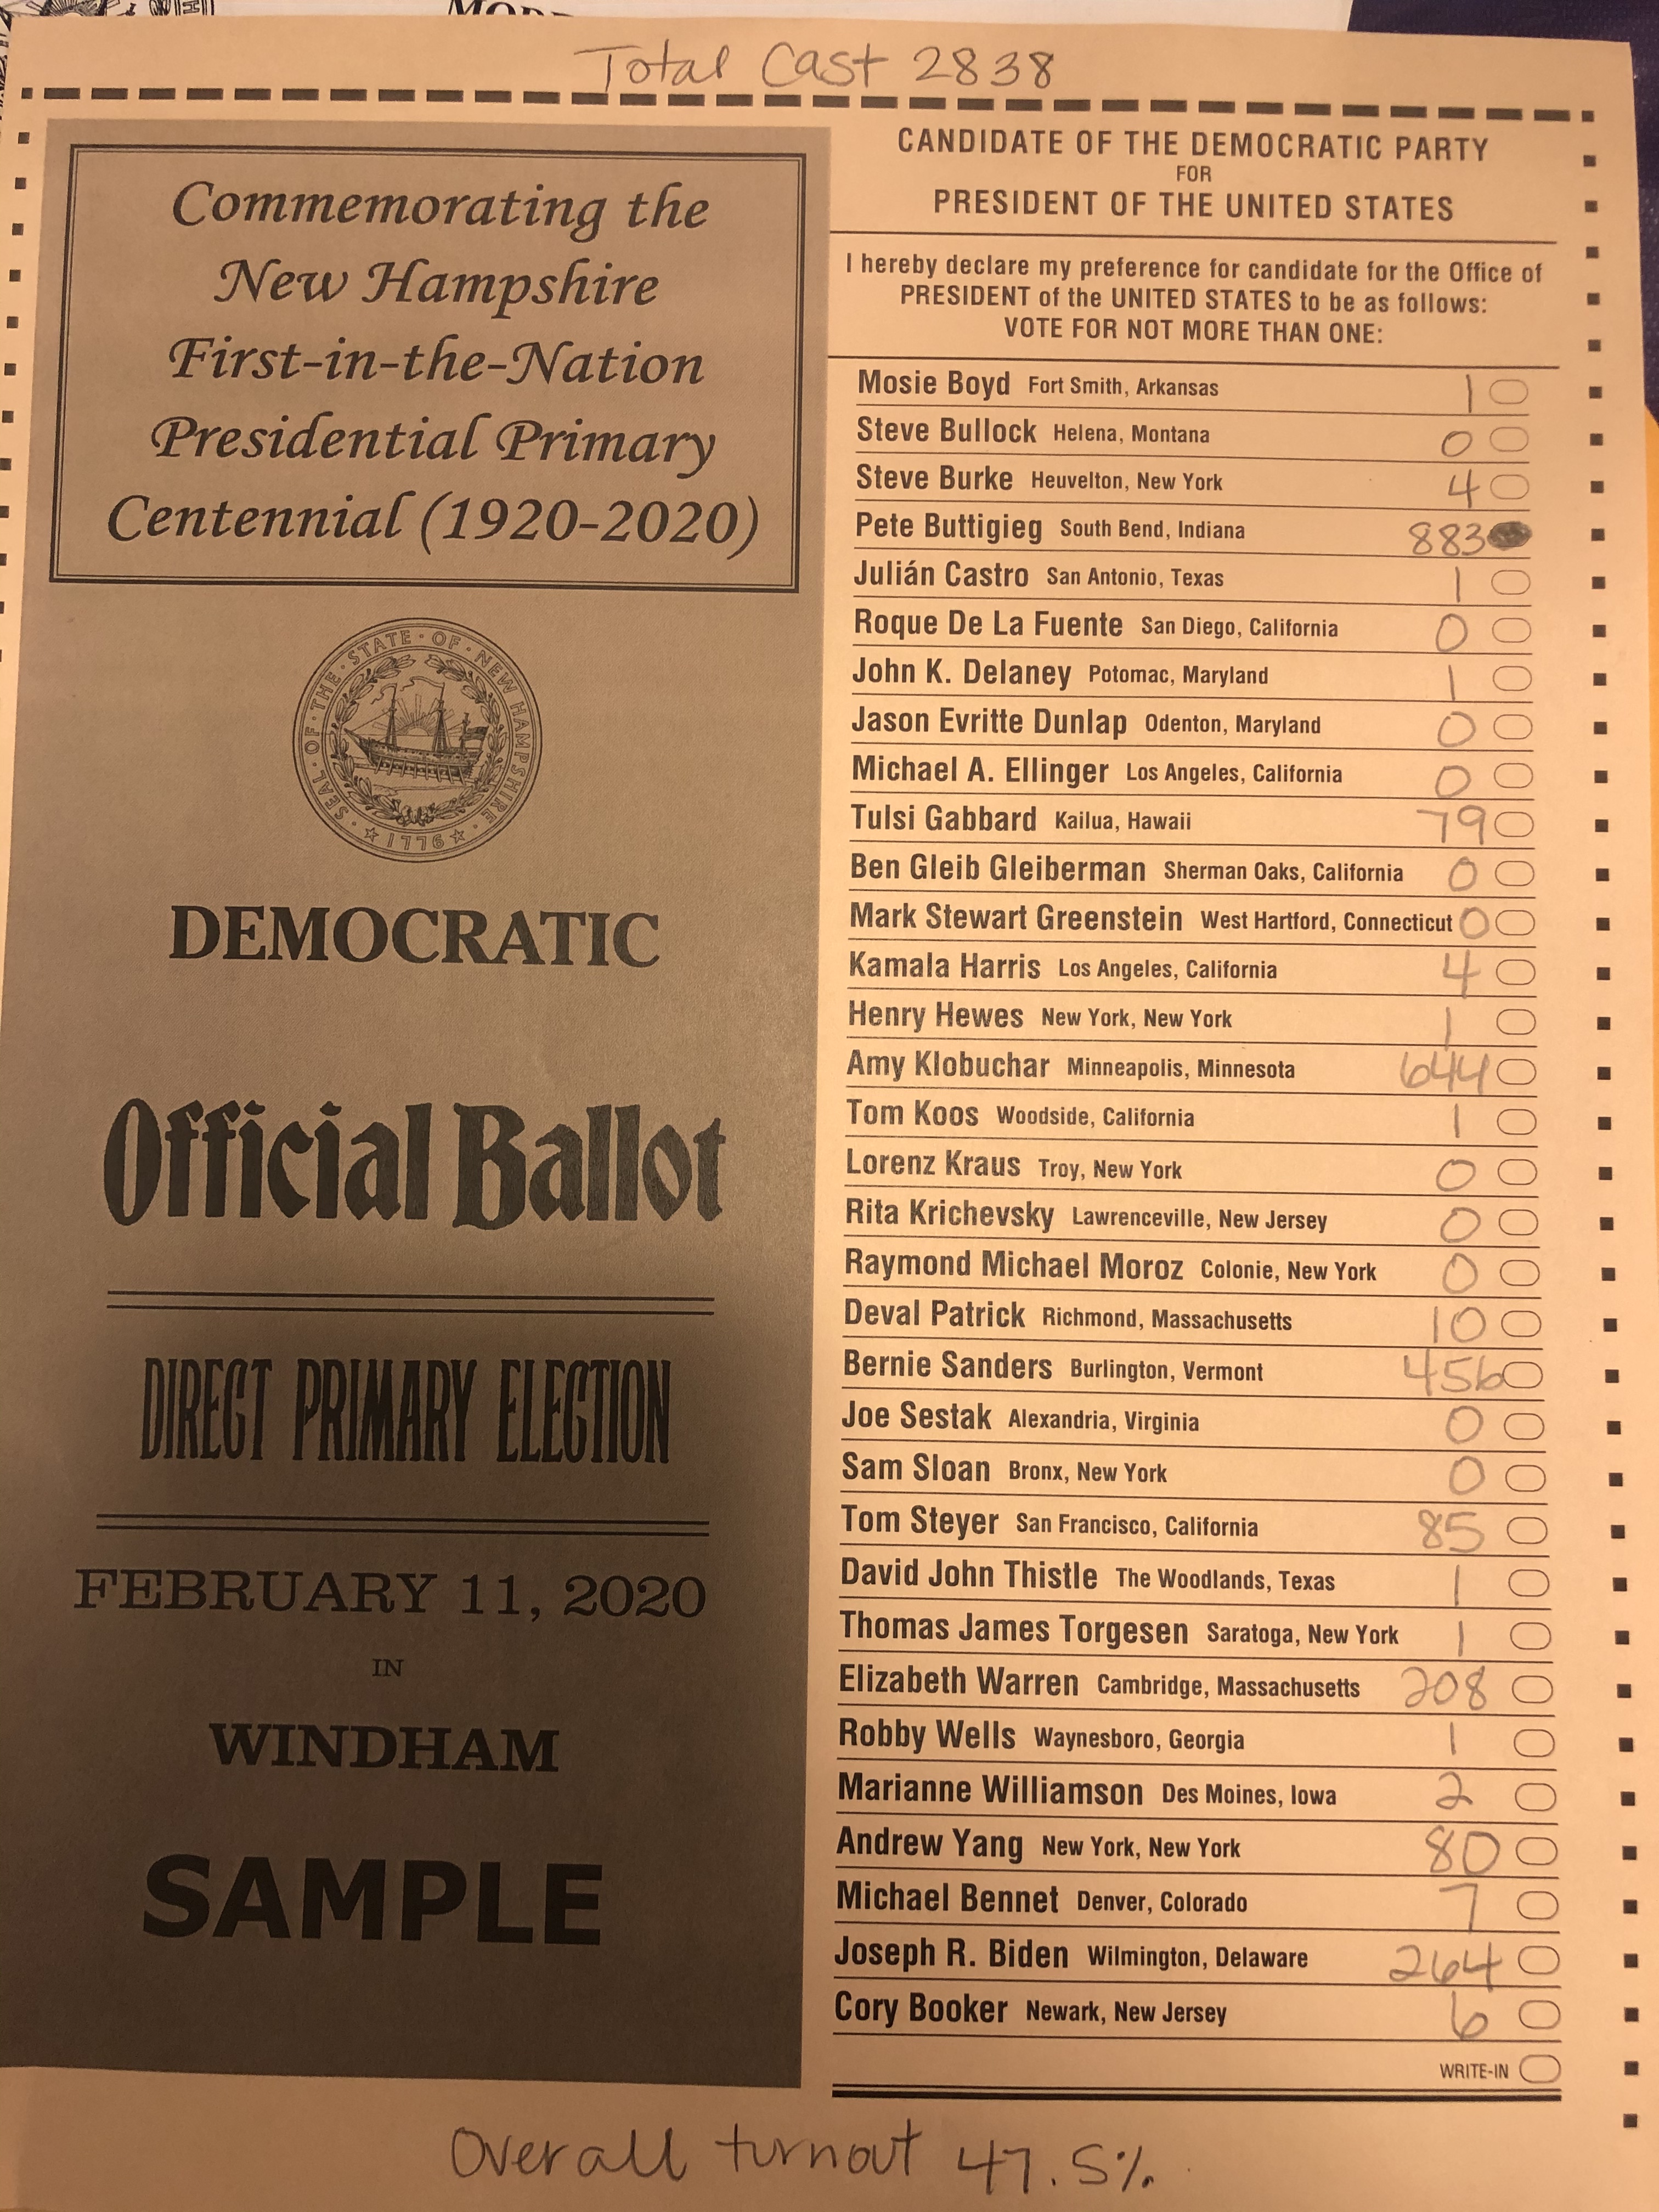 Total Cast 2838
Commemorating the
New Hampshire
First-in-the-Nation
Presidential Primary
Centennial (1920-2020)
SEAL · OF · THE · STATE · OF · NEW HAMPSHIRE · 1776
DEMOCRATIC
Official Ballot
DIRECT PRIMARY ELECTION
FEBRUARY 11, 2020
IN
WINDHAM
SAMPLE
CANDIDATE OF THE DEMOCRATIC PARTY
FOR
PRESIDENT OF THE UNITED STATES
I hereby declare my preference for candidate for the Office of
PRESIDENT of the UNITED STATES to be as follows:
VOTE FOR NOT MORE THAN ONE:
Mosie Boyd Fort Smith, Arkansas 1
Steve Bullock Helena, Montana 0
Steve Burke Heuvelton, New York 4
Pete Buttigieg South Bend, Indiana 883
Julián Castro San Antonio, Texas 1
Roque De La Fuente San Diego, California 0
John K. Delaney Potomac, Maryland 1
Jason Evritte Dunlap Odenton, Maryland 0
Michael A. Ellinger Los Angeles, California 0
Tulsi Gabbard Kailua, Hawaii 79
Ben Gleib Gleiberman Sherman Oaks, California 0
Mark Stewart Greenstein West Hartford, Connecticut 0
Kamala Harris Los Angeles, California 4
Henry Hewes New York, New York 1
Amy Klobuchar Minneapolis, Minnesota 644
Tom Koos Woodside, California 1
Lorenz Kraus Troy, New York 0
Rita Krichevsky Lawrenceville, New Jersey 0
Raymond Michael Moroz Colonie, New York 0
Deval Patrick Richmond, Massachusetts 10
Bernie Sanders Burlington, Vermont 456
Joe Sestak Alexandria, Virginia 0
Sam Sloan Bronx, New York 0
Tom Steyer San Francisco, California 85
David John Thistle The Woodlands, Texas 1
Thomas James Torgesen Saratoga, New York 1
Elizabeth Warren Cambridge, Massachusetts 208
Robby Wells Waynesboro, Georgia 1
Marianne Williamson Des Moines, Iowa 2
Andrew Yang New York, New York 80
Michael Bennet Denver, Colorado 7
Joseph R. Biden Wilmington, Delaware 264
Cory Booker Newark, New Jersey 6
WRITE-IN
Overall turnout 47.5%